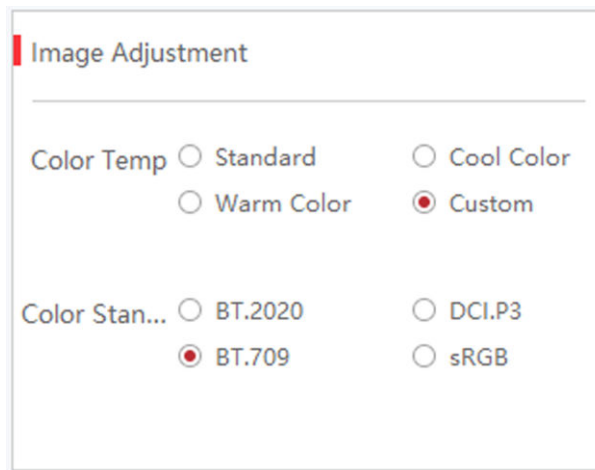 Image Adjustment
Color Temp Standard Cool Color
Warm Color Custom
Color Stan... BT.2020 DCI.P3
BT.709 sRGB